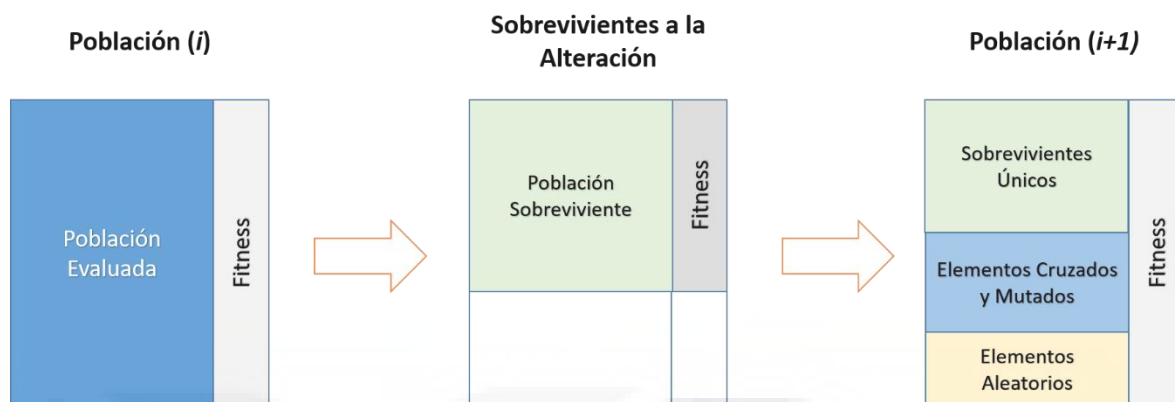 Población (i)
Sobrevivientes a la
Alteración
Población (i+1)
Población
Evaluada
Fitness
Población
Sobreviviente
Fitness
Sobrevivientes
Únicos
Elementos Cruzados
y Mutados
Elementos
Aleatorios
Fitness